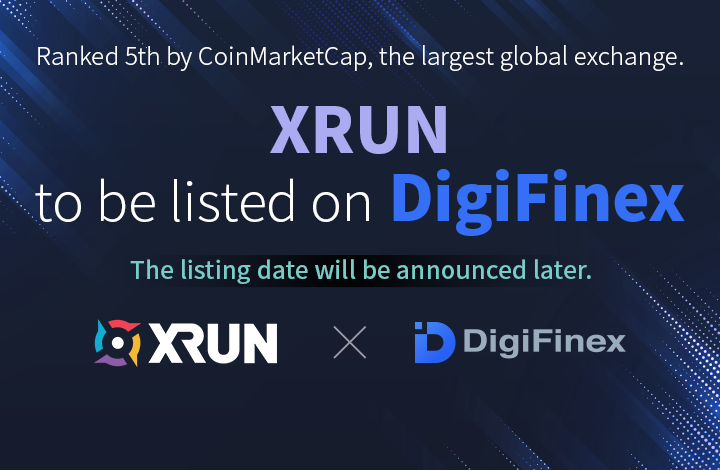 Ranked 5th by CoinMarketCap, the largest global exchange.
XRUN
to be listed on DigiFinex
The listing date will be announced later.
XRUN DigiFinex